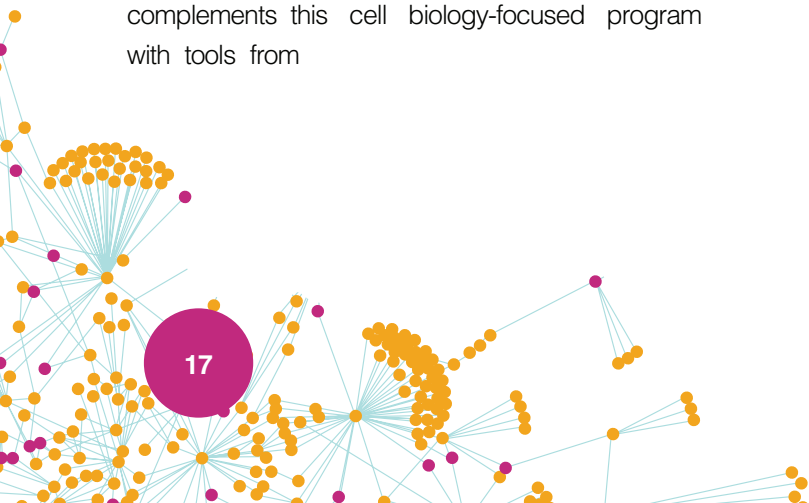 complements this cell biology-focused program
with tools from
17